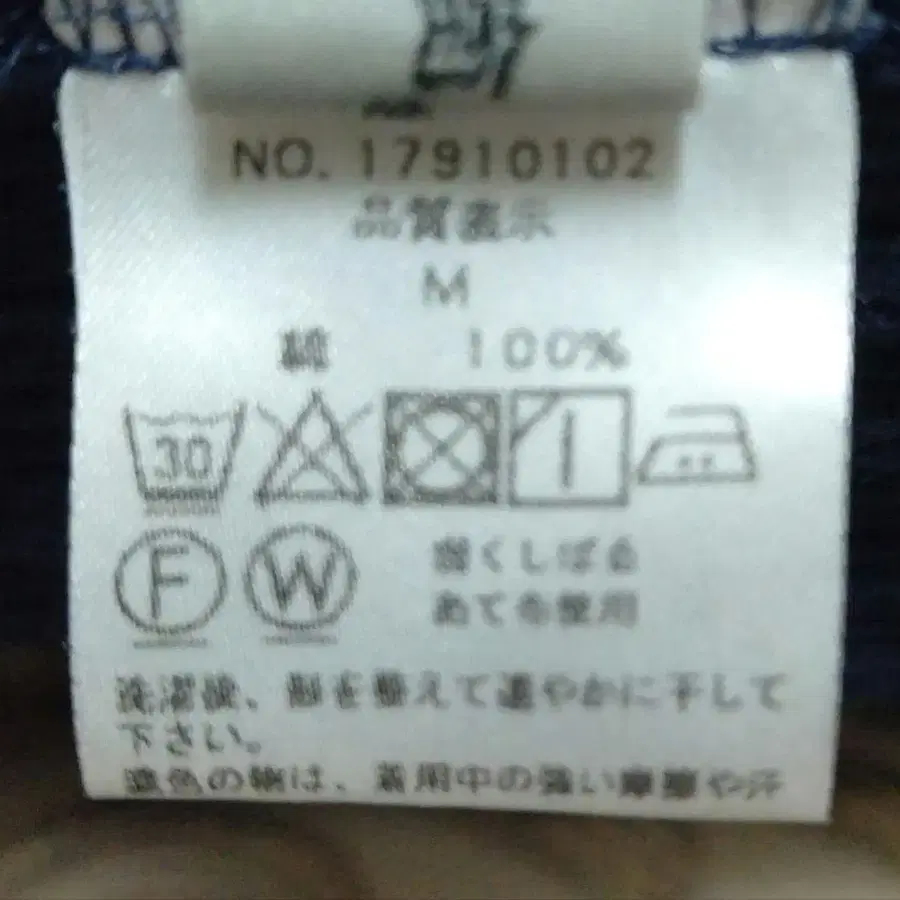 NO. 17910102
品質表示
M
綿 100%
30
F W
弱くしぼる
あて布使用
洗濯後、形を整えて速やかに干して
下さい。
濃色の物は、着用中の強い摩擦や汗